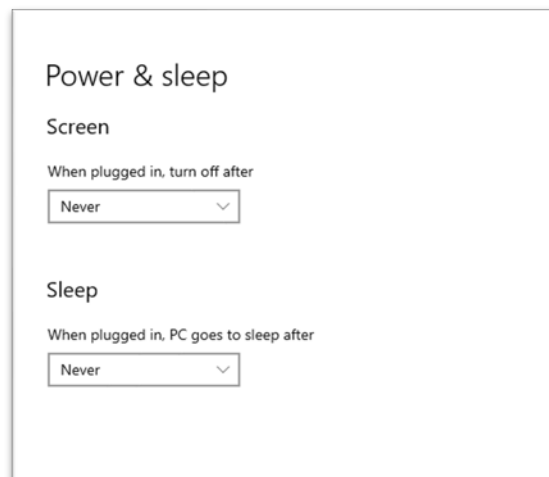 Power & sleep
Screen
When plugged in, turn off after
Never
Sleep
When plugged in, PC goes to sleep after
Never